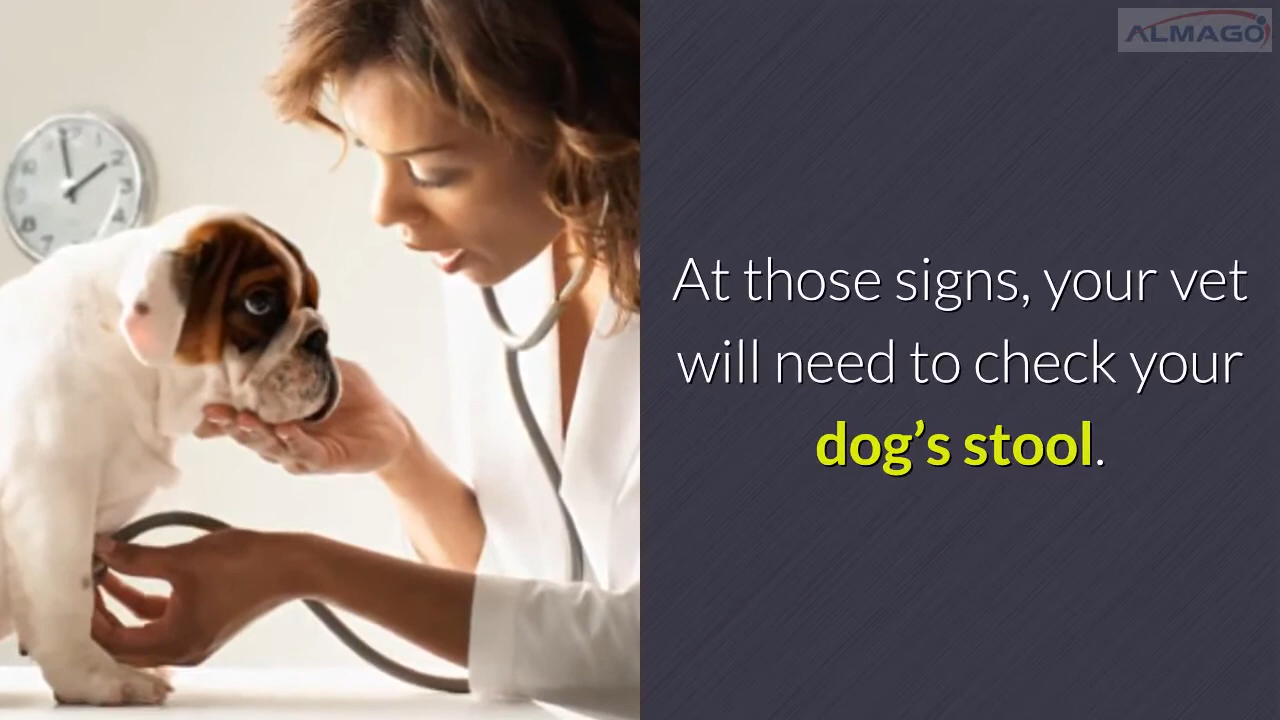 ALMAGO
At those signs, your vet
will need to check your
dog’s stool.